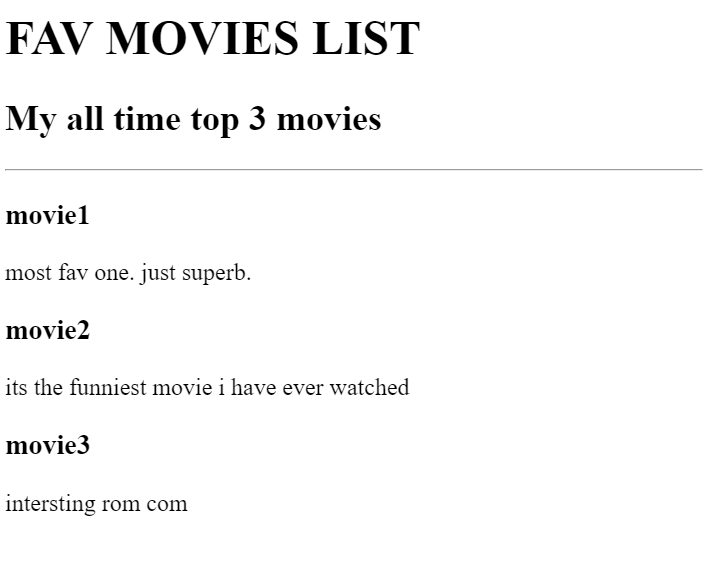 FAV MOVIES LIST
My all time top 3 movies
movie1
most fav one. just superb.
movie2
its the funniest movie i have ever watched
movie3
intersting rom com